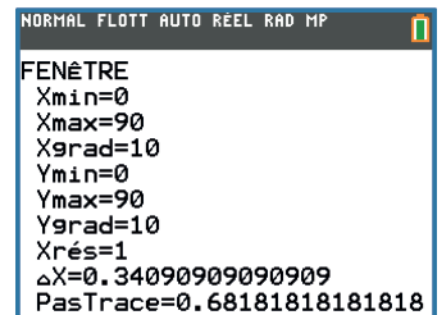 NORMAL FLOTT AUTO RÉEL RAD MP
FENÊTRE
Xmin=0
Xmax=90
Xgrad=10
Ymin=0
Ymax=90
Ygrad=10
Xrés=1
△X=0.34090909090909
PasTrace=0.68181818181818